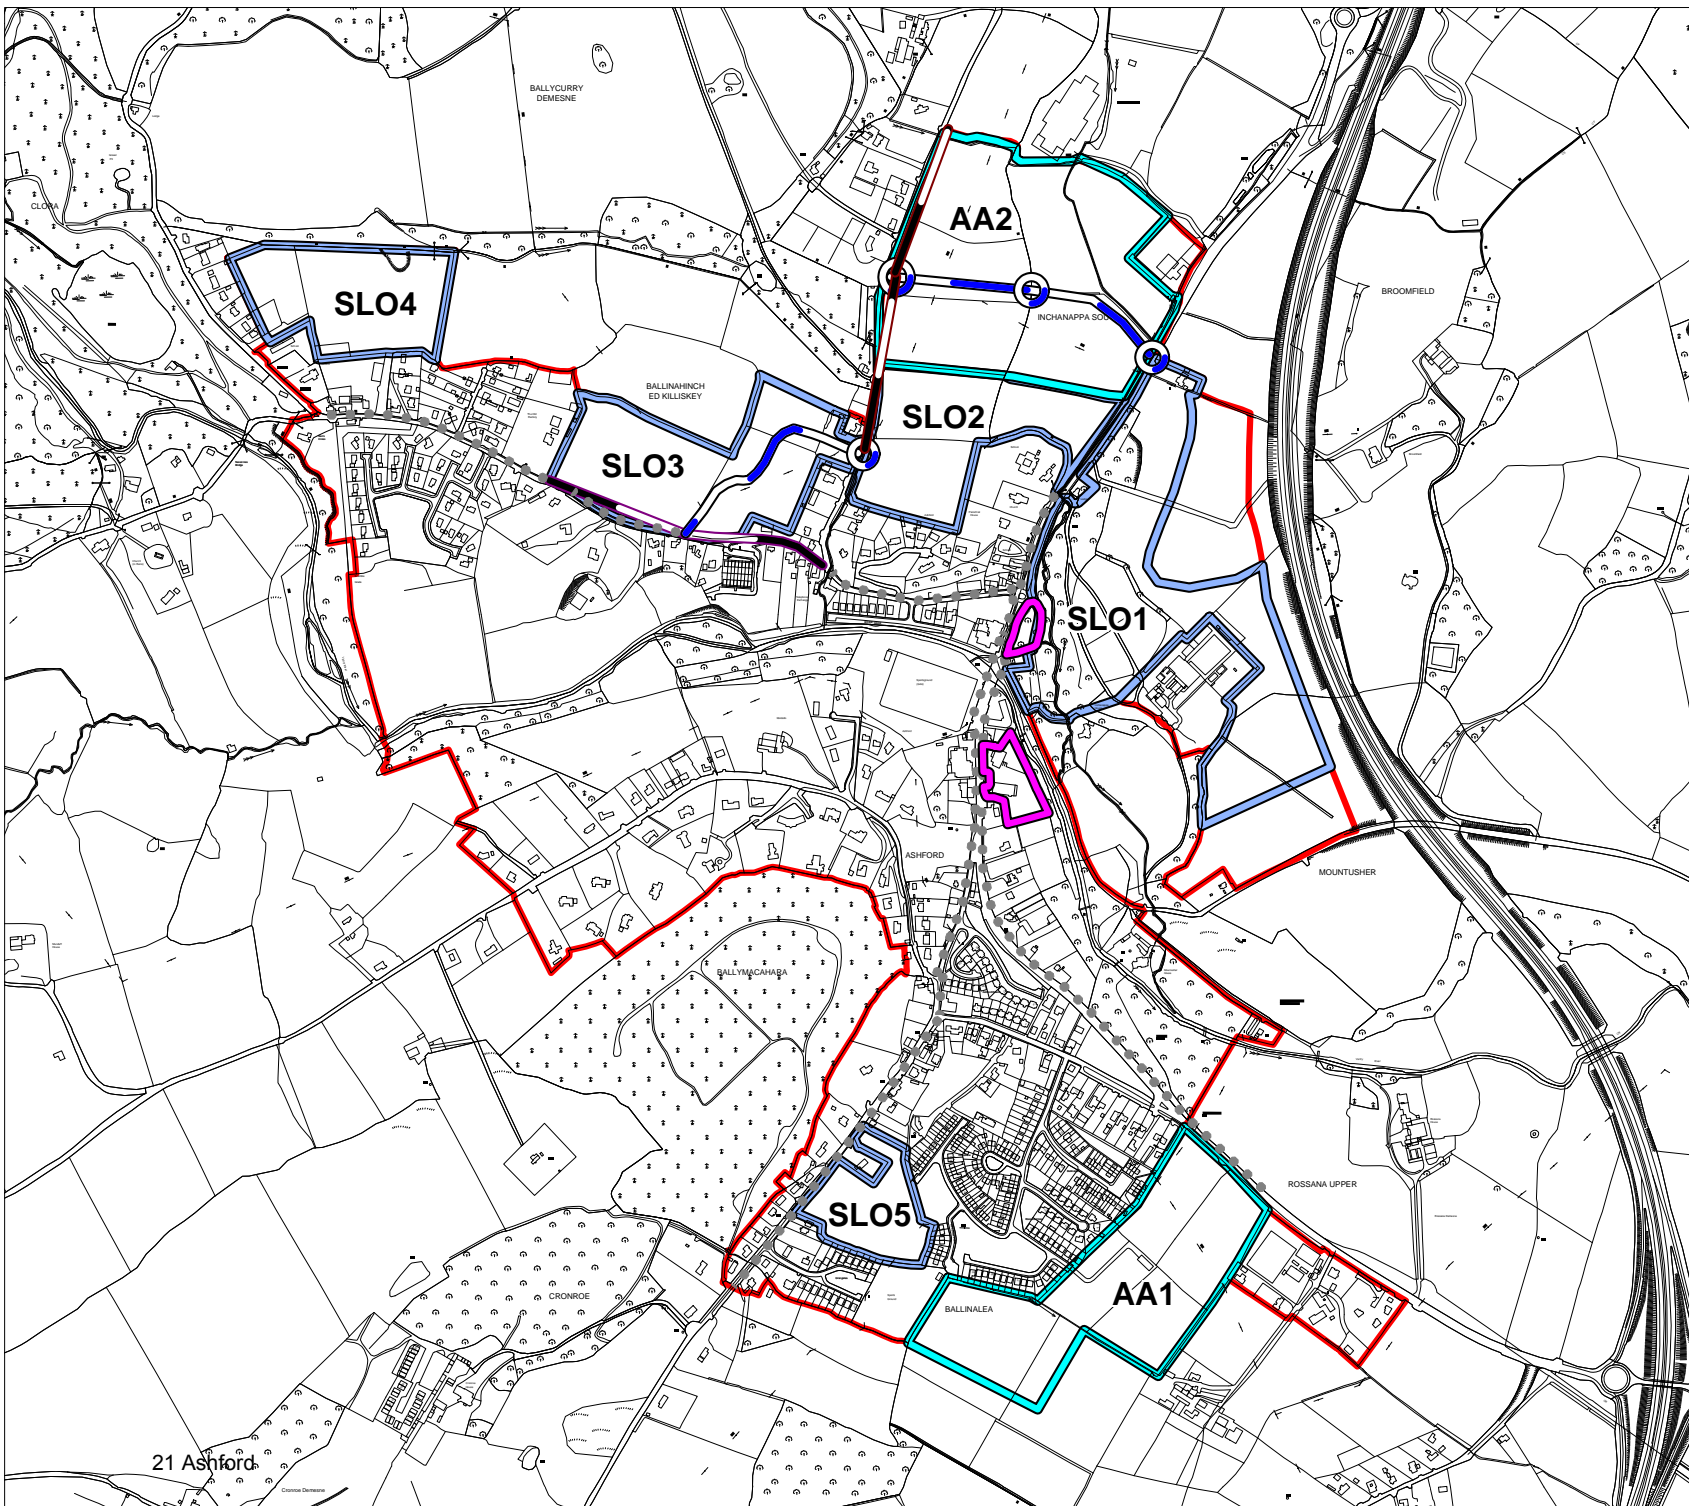 BALLYCURRY
DEMESNE
CLORA
AA2
BROOMFIELD
SLO4
INCHANAPPA SOU
BALLINAHINCH
ED KILLISKEY
SLO2
SLO3
SLO1
ASHFORD
MOUNTUSHER
BALLYMACAHARA
ROSSANA UPPER
SLO5
AA1
CRONROE
BALLINALEA
21 Ashford
Cronroe Demesne